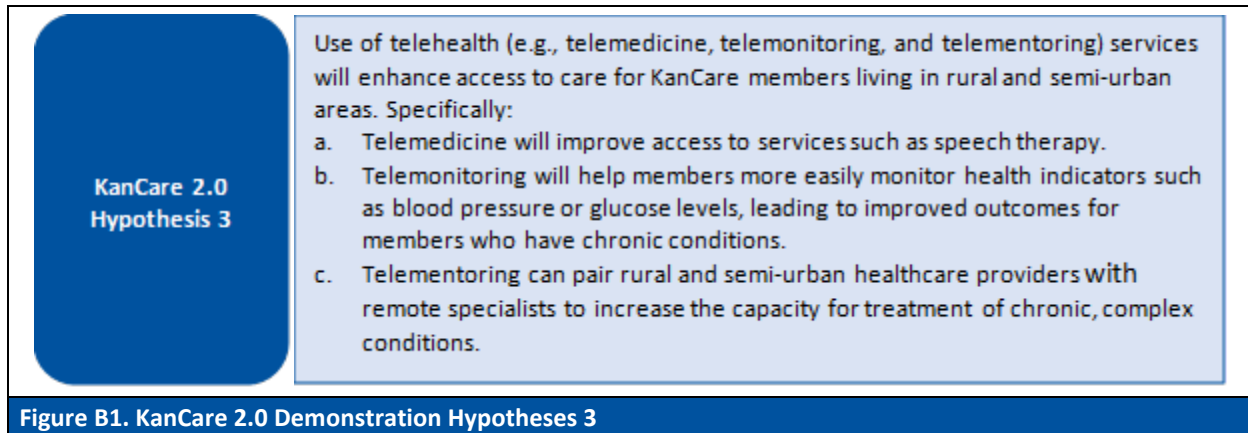 KanCare 2.0
Hypothesis 3
Use of telehealth (e.g., telemedicine, telemonitoring, and telementoring) services
will enhance access to care for KanCare members living in rural and semi-urban
areas. Specifically:
a. Telemedicine will improve access to services such as speech therapy.
b. Telemonitoring will help members more easily monitor health indicators such
as blood pressure or glucose levels, leading to improved outcomes for
members who have chronic conditions.
c. Telementoring can pair rural and semi-urban healthcare providers with
remote specialists to increase the capacity for treatment of chronic, complex
conditions.
Figure B1. KanCare 2.0 Demonstration Hypotheses 3